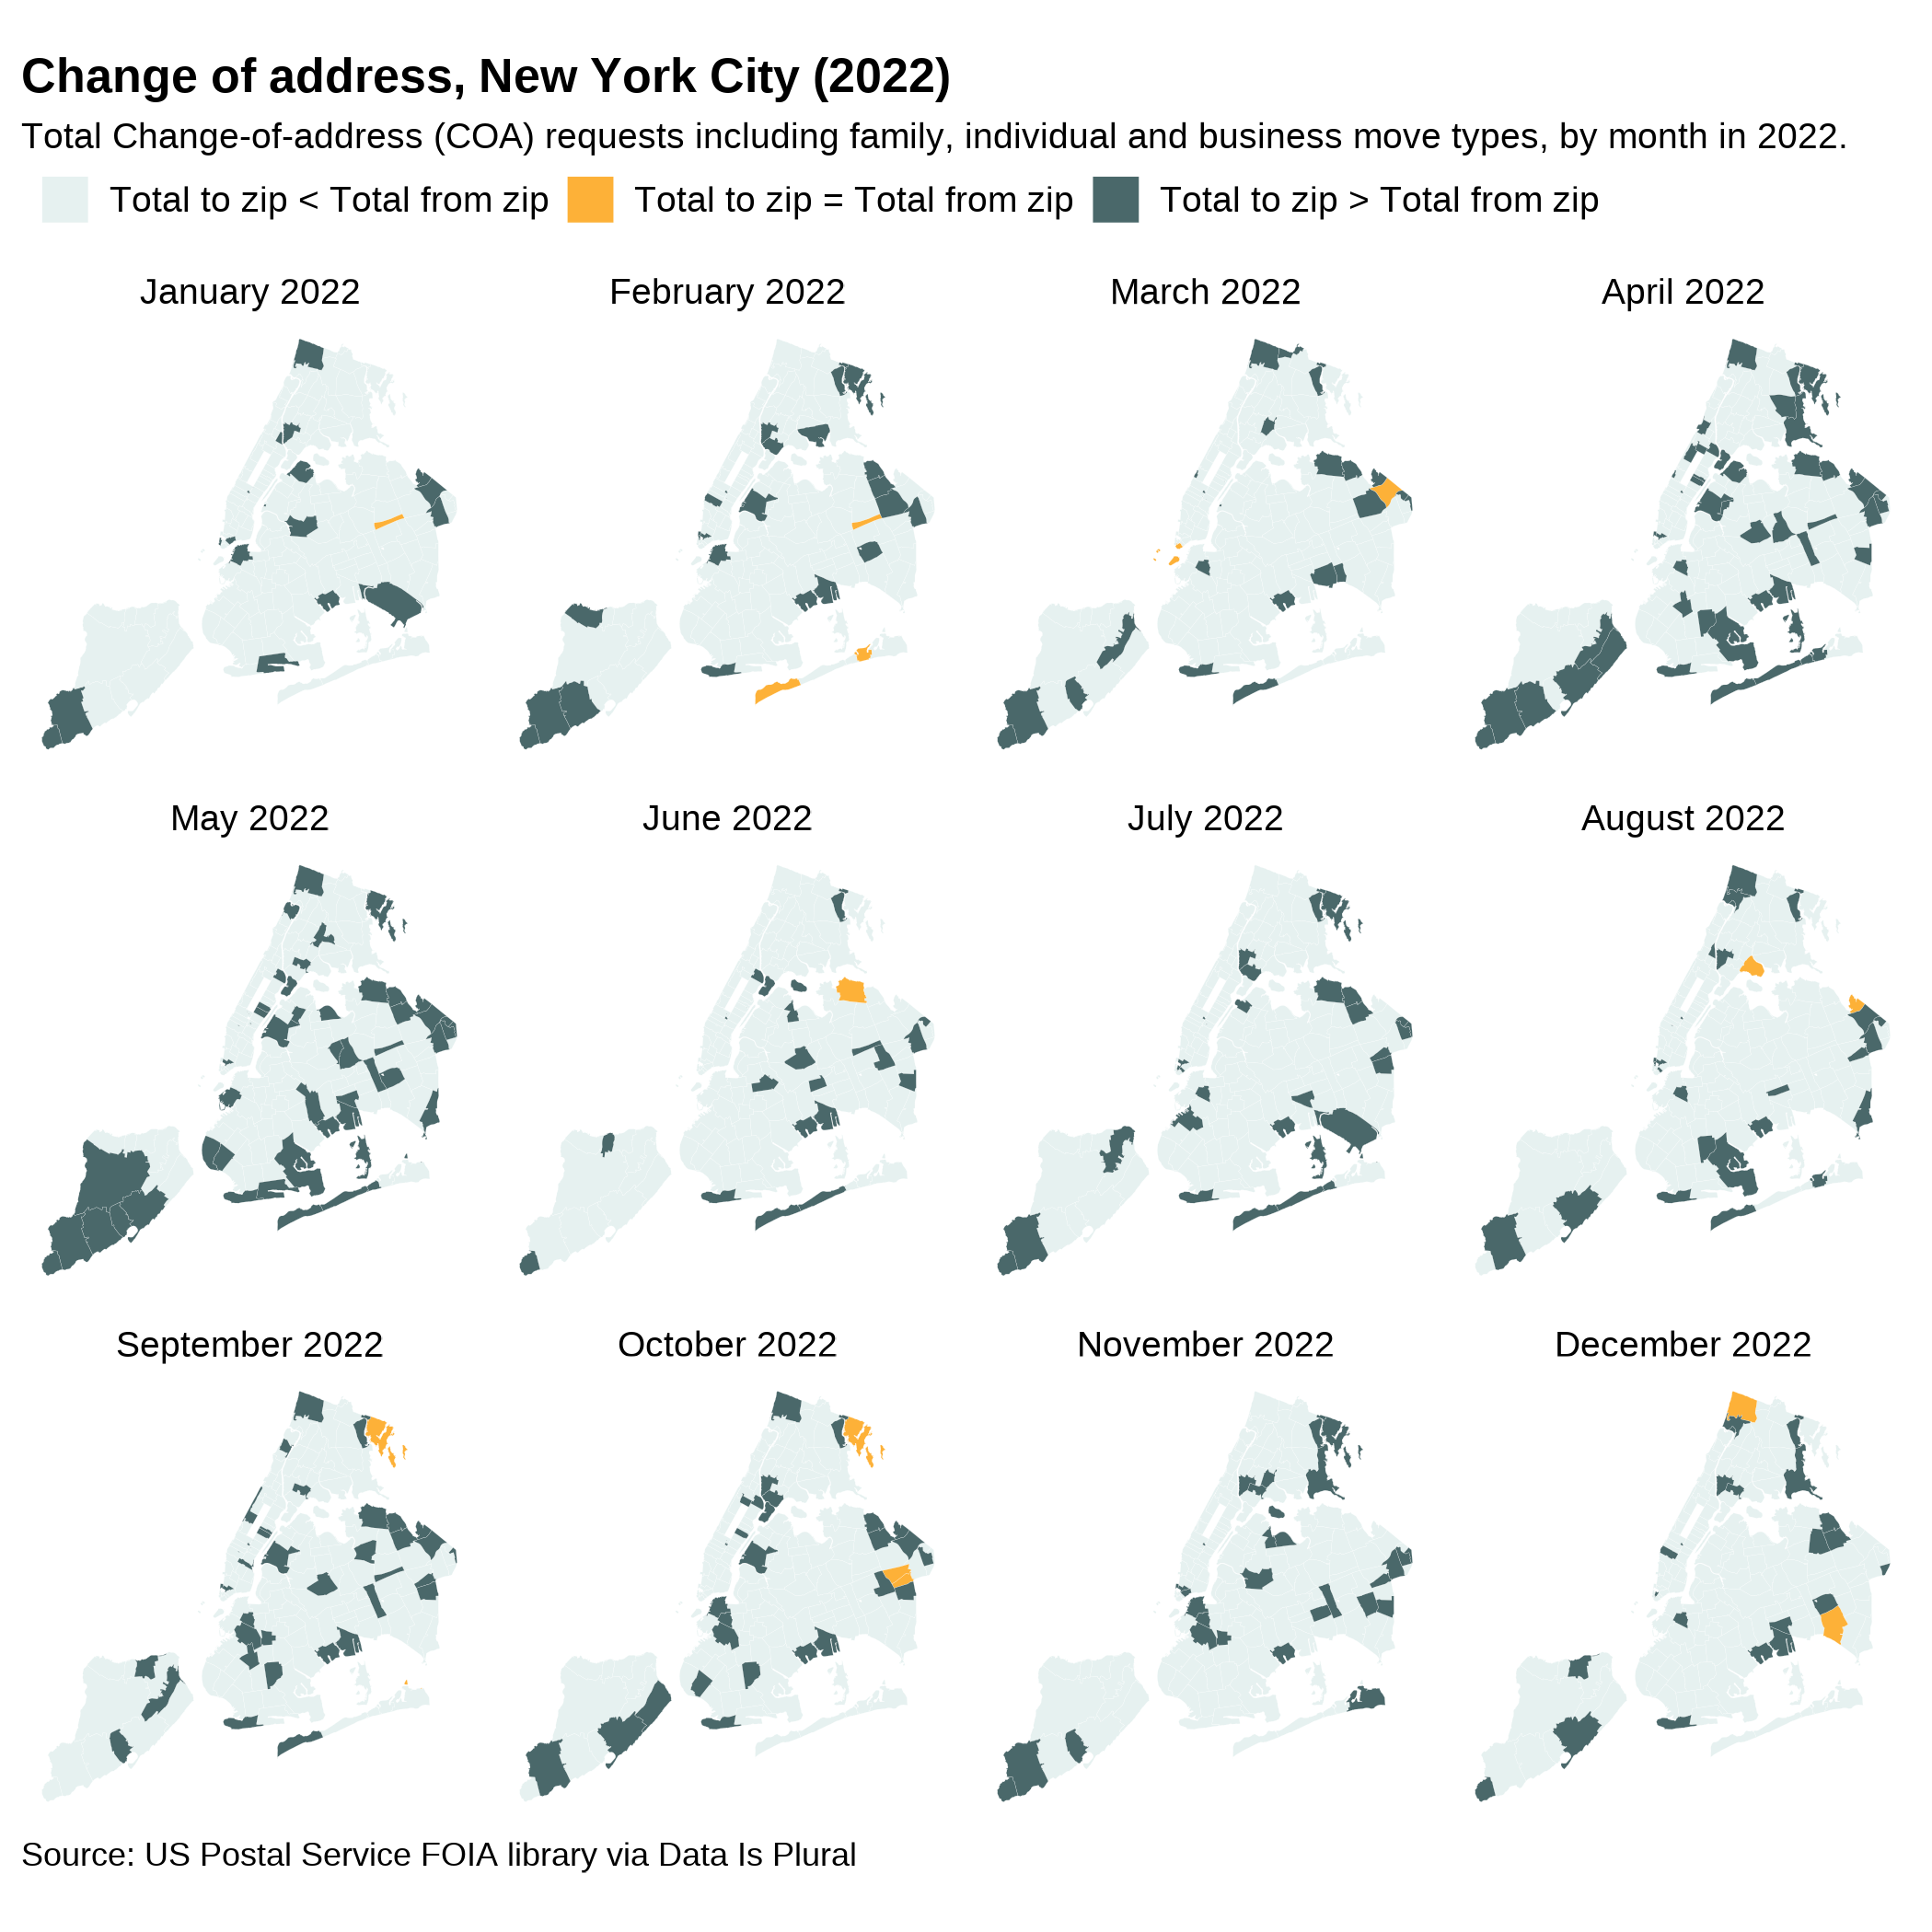 Change of address, New York City (2022)
Total Change-of-address (COA) requests including family, individual and business move types, by month in 2022.
Total to zip < Total from zip
Total to zip = Total from zip
Total to zip > Total from zip
January 2022
February 2022
March 2022
April 2022
May 2022
June 2022
July 2022
August 2022
September 2022
October 2022
November 2022
December 2022
Source: US Postal Service FOIA library via Data Is Plural